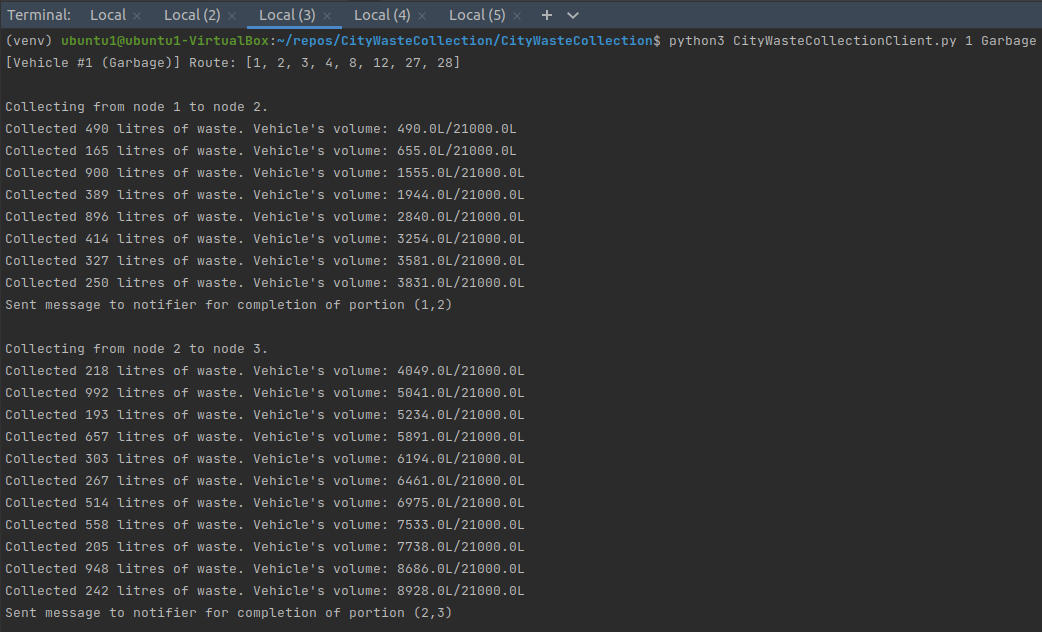 Terminal: Local × Local (2) × Local (3) × Local (4) × Local (5) × +
(venv) ubuntu1@ubuntu1-VirtualBox:~/repos/CityWasteCollection/CityWasteCollection$ python3 CityWasteCollectionClient.py 1 Garbage
[Vehicle #1 (Garbage)] Route: [1, 2, 3, 4, 8, 12, 27, 28]
Collecting from node 1 to node 2.
Collected 490 litres of waste. Vehicle's volume: 490.0L/21000.0L
Collected 165 litres of waste. Vehicle's volume: 655.0L/21000.0L
Collected 900 litres of waste. Vehicle's volume: 1555.0L/21000.0L
Collected 389 litres of waste. Vehicle's volume: 1944.0L/21000.0L
Collected 896 litres of waste. Vehicle's volume: 2840.0L/21000.0L
Collected 414 litres of waste. Vehicle's volume: 3254.0L/21000.0L
Collected 327 litres of waste. Vehicle's volume: 3581.0L/21000.0L
Collected 250 litres of waste. Vehicle's volume: 3831.0L/21000.0L
Sent message to notifier for completion of portion (1,2)
Collecting from node 2 to node 3.
Collected 218 litres of waste. Vehicle's volume: 4049.0L/21000.0L
Collected 992 litres of waste. Vehicle's volume: 5041.0L/21000.0L
Collected 193 litres of waste. Vehicle's volume: 5234.0L/21000.0L
Collected 657 litres of waste. Vehicle's volume: 5891.0L/21000.0L
Collected 303 litres of waste. Vehicle's volume: 6194.0L/21000.0L
Collected 267 litres of waste. Vehicle's volume: 6461.0L/21000.0L
Collected 514 litres of waste. Vehicle's volume: 6975.0L/21000.0L
Collected 558 litres of waste. Vehicle's volume: 7533.0L/21000.0L
Collected 205 litres of waste. Vehicle's volume: 7738.0L/21000.0L
Collected 948 litres of waste. Vehicle's volume: 8686.0L/21000.0L
Collected 242 litres of waste. Vehicle's volume: 8928.0L/21000.0L
Sent message to notifier for completion of portion (2,3)